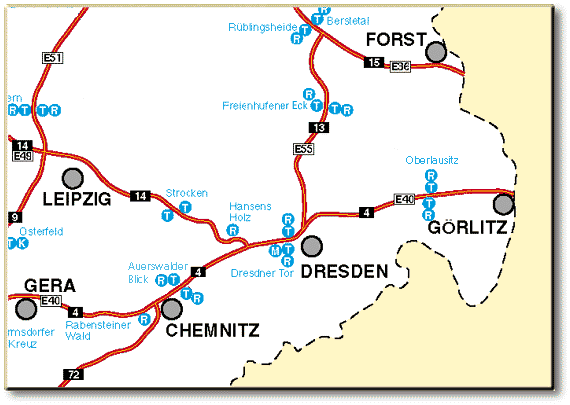 Rüblingsheide
R
T
T
R
Berstetal
FORST
E51
15
E36
ern
R
T
T
R
Freienhufener Eck
R
T
T
R
13
14
E49
E55
Oberlausitz
R
T
T
R
LEIPZIG
14
Strocken
T
T
Hansens
Holz
R
R
T
4
E40
9
Osterfeld
T
K
GÖRLITZ
M
T
R
Dresdner Tor
DRESDEN
GERA
E40
4
Auerswalder
Blick
R
T
T
R
4
rmsdorfer
Kreuz
Rabensteiner
Wald
R
CHEMNITZ
72